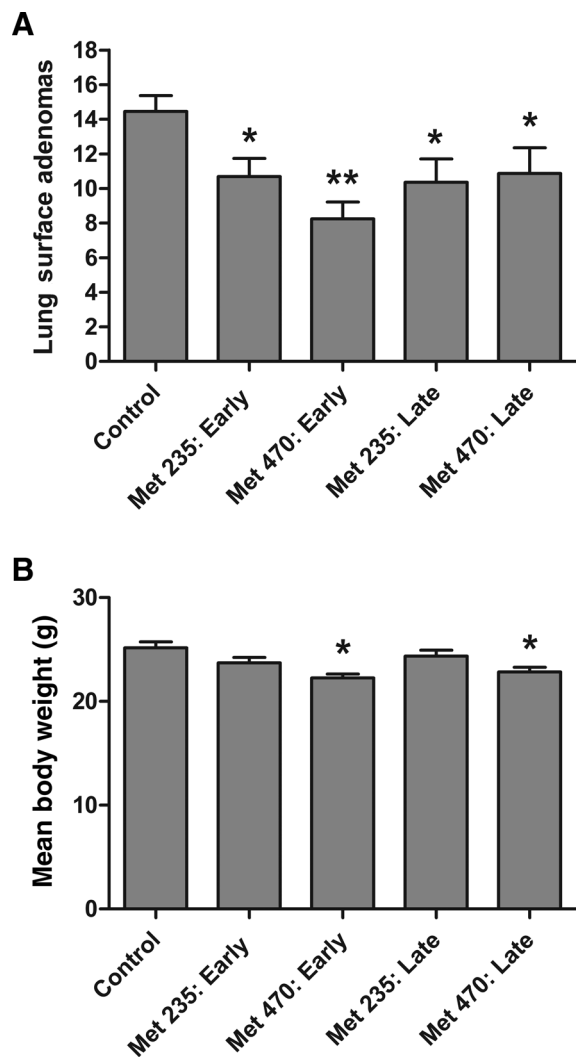 A
Lung surface adenomas
18
16
14
12
10
8
6
4
2
0
*
**
*
*
Control
Met 235: Early
Met 470: Early
Met 235: Late
Met 470: Late
B
Mean body weight (g)
30
20
10
0
*
*
Control
Met 235: Early
Met 470: Early
Met 235: Late
Met 470: Late